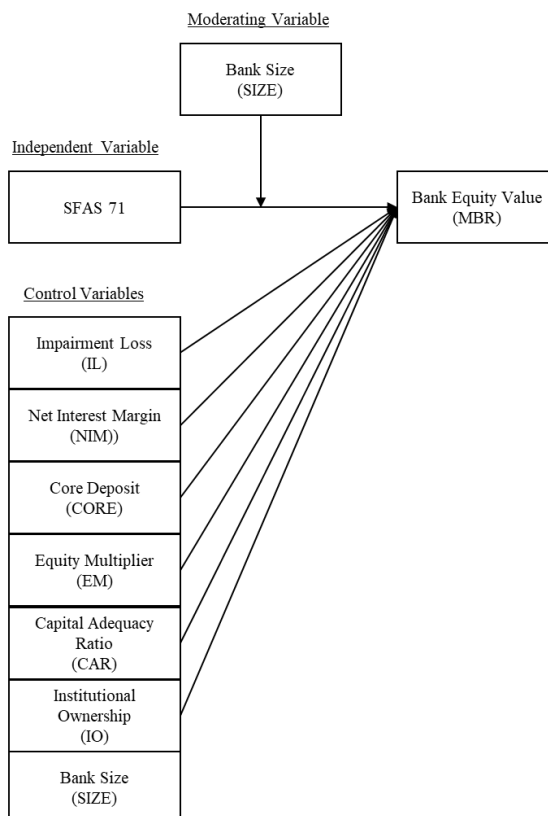 Moderating Variable
Bank Size
(SIZE)
Independent Variable
SFAS 71
Bank Equity Value
(MBR)
Control Variables
Impairment Loss
(IL)
Net Interest Margin
(NIM))
Core Deposit
(CORE)
Equity Multiplier
(EM)
Capital Adequacy
Ratio
(CAR)
Institutional
Ownership
(IO)
Bank Size
(SIZE)